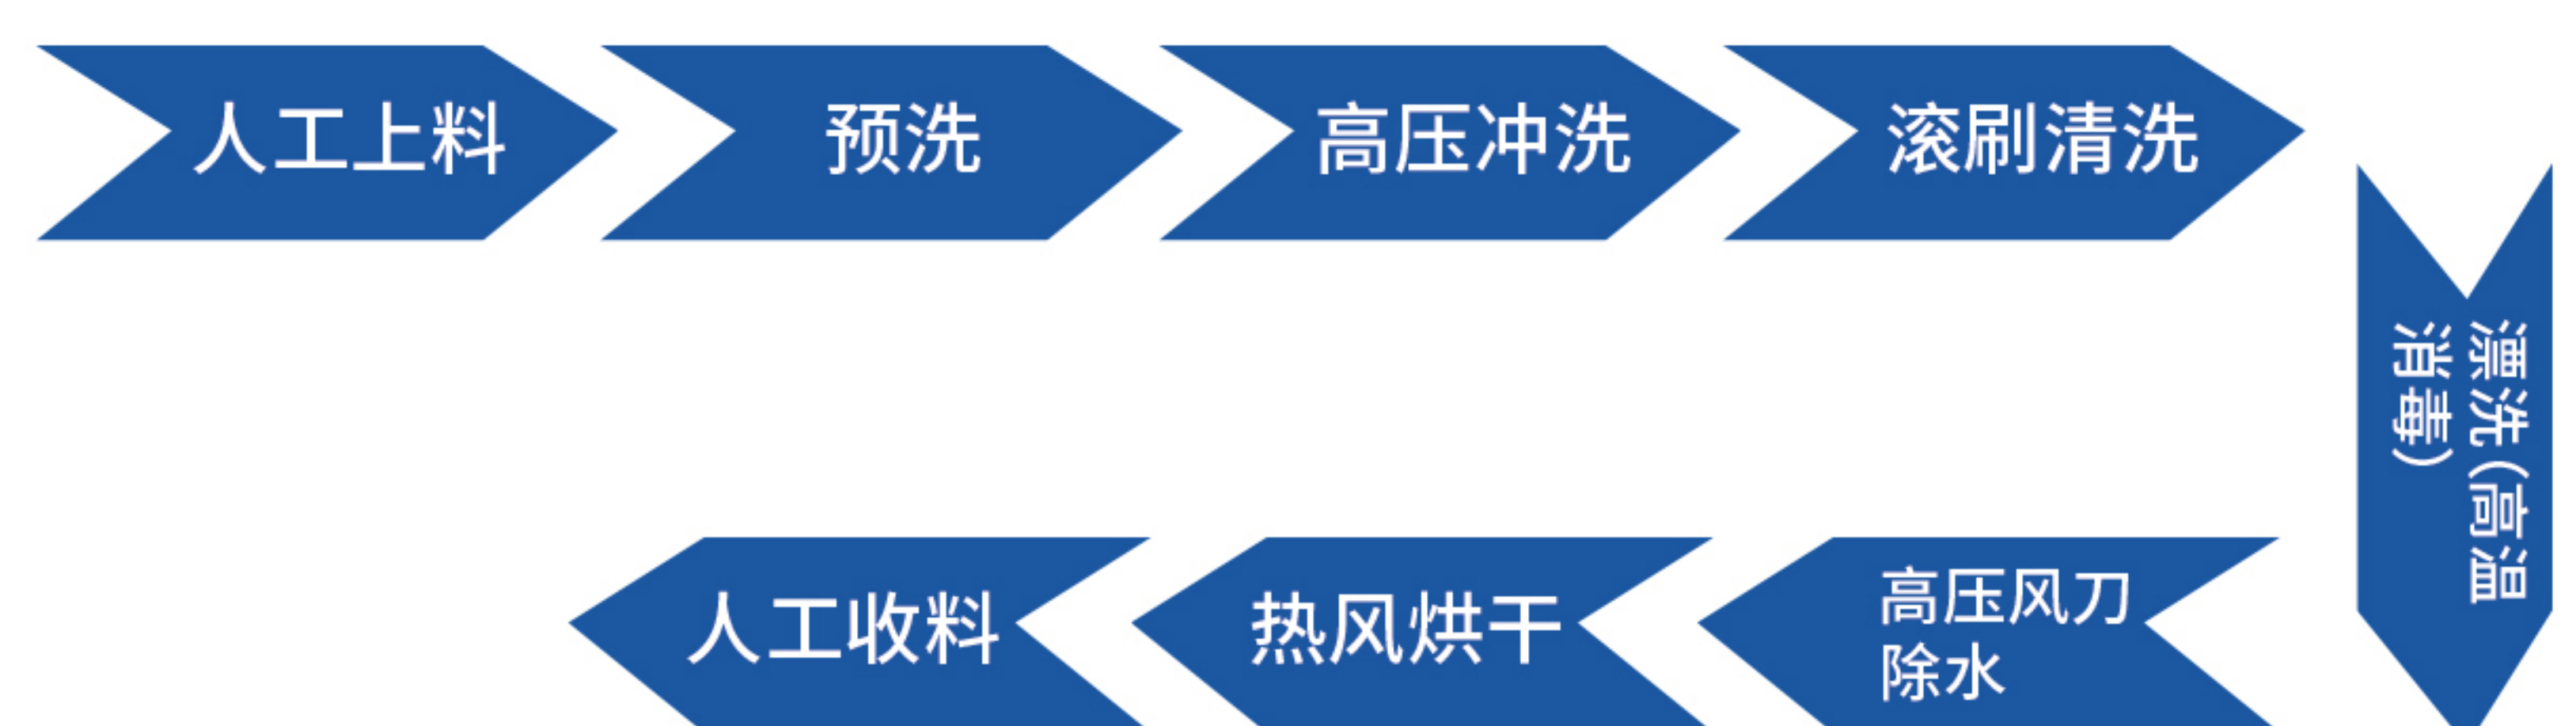 人工上料
预洗
高压冲洗
滚刷清洗
漂洗(高温
消毒)
高压风刀
除水
热风烘干
人工收料